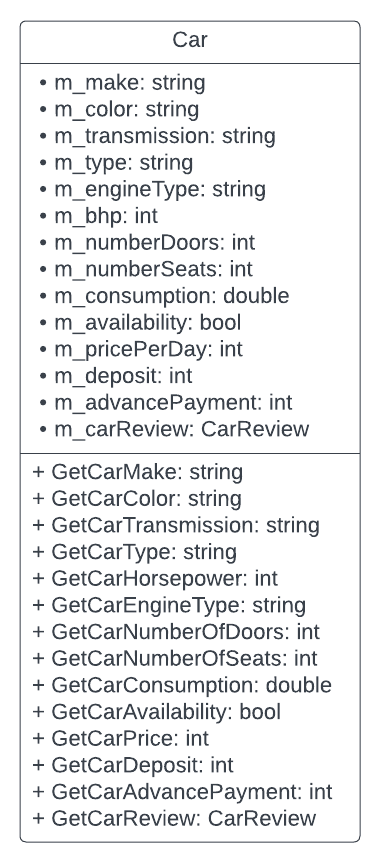 Car
• m_make: string
• m_color: string
• m_transmission: string
• m_type: string
• m_engineType: string
• m_bhp: int
• m_numberDoors: int
• m_numberSeats: int
• m_consumption: double
• m_availability: bool
• m_pricePerDay: int
• m_deposit: int
• m_advancePayment: int
• m_carReview: CarReview
+ GetCarMake: string
+ GetCarColor: string
+ GetCarTransmission: string
+ GetCarType: string
+ GetCarHorsepower: int
+ GetCarEngineType: string
+ GetCarNumberOfDoors: int
+ GetCarNumberOfSeats: int
+ GetCarConsumption: double
+ GetCarAvailability: bool
+ GetCarPrice: int
+ GetCarDeposit: int
+ GetCarAdvancePayment: int
+ GetCarReview: CarReview